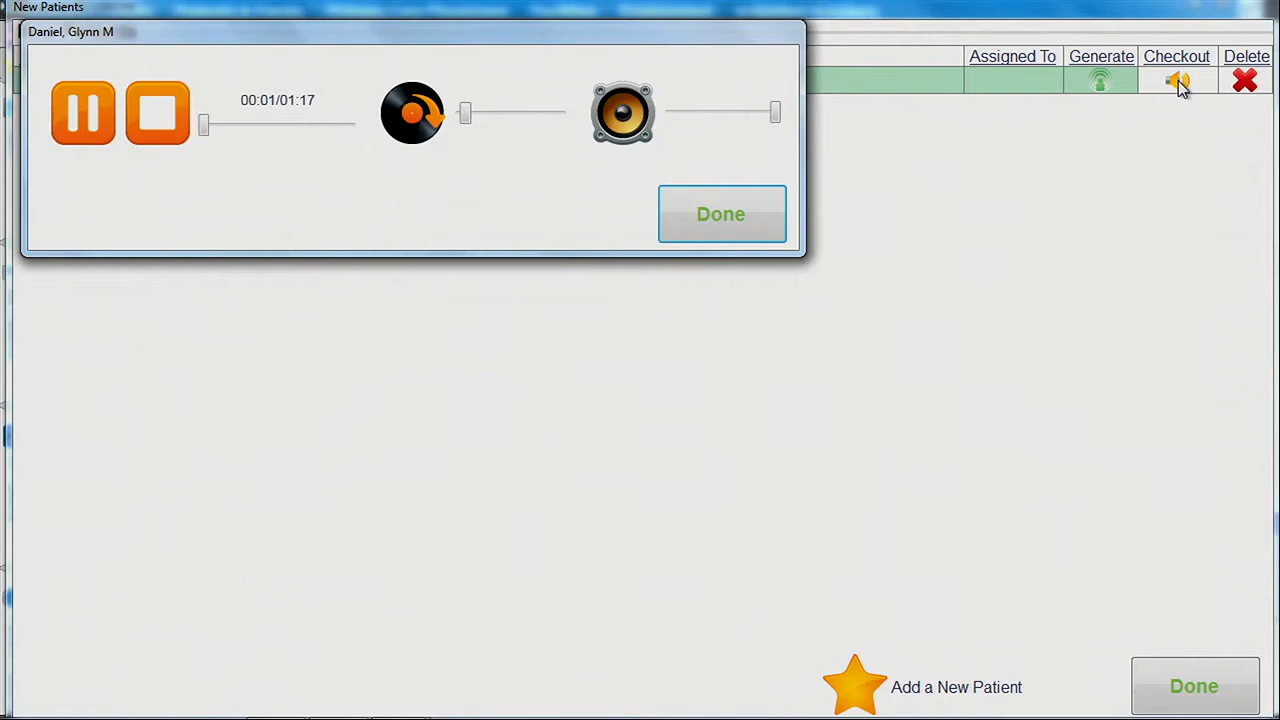 New Patients
Daniel, Glynn M
Assigned To Generate Checkout Delete
00:01/01:17
Done
Add a New Patient
Done